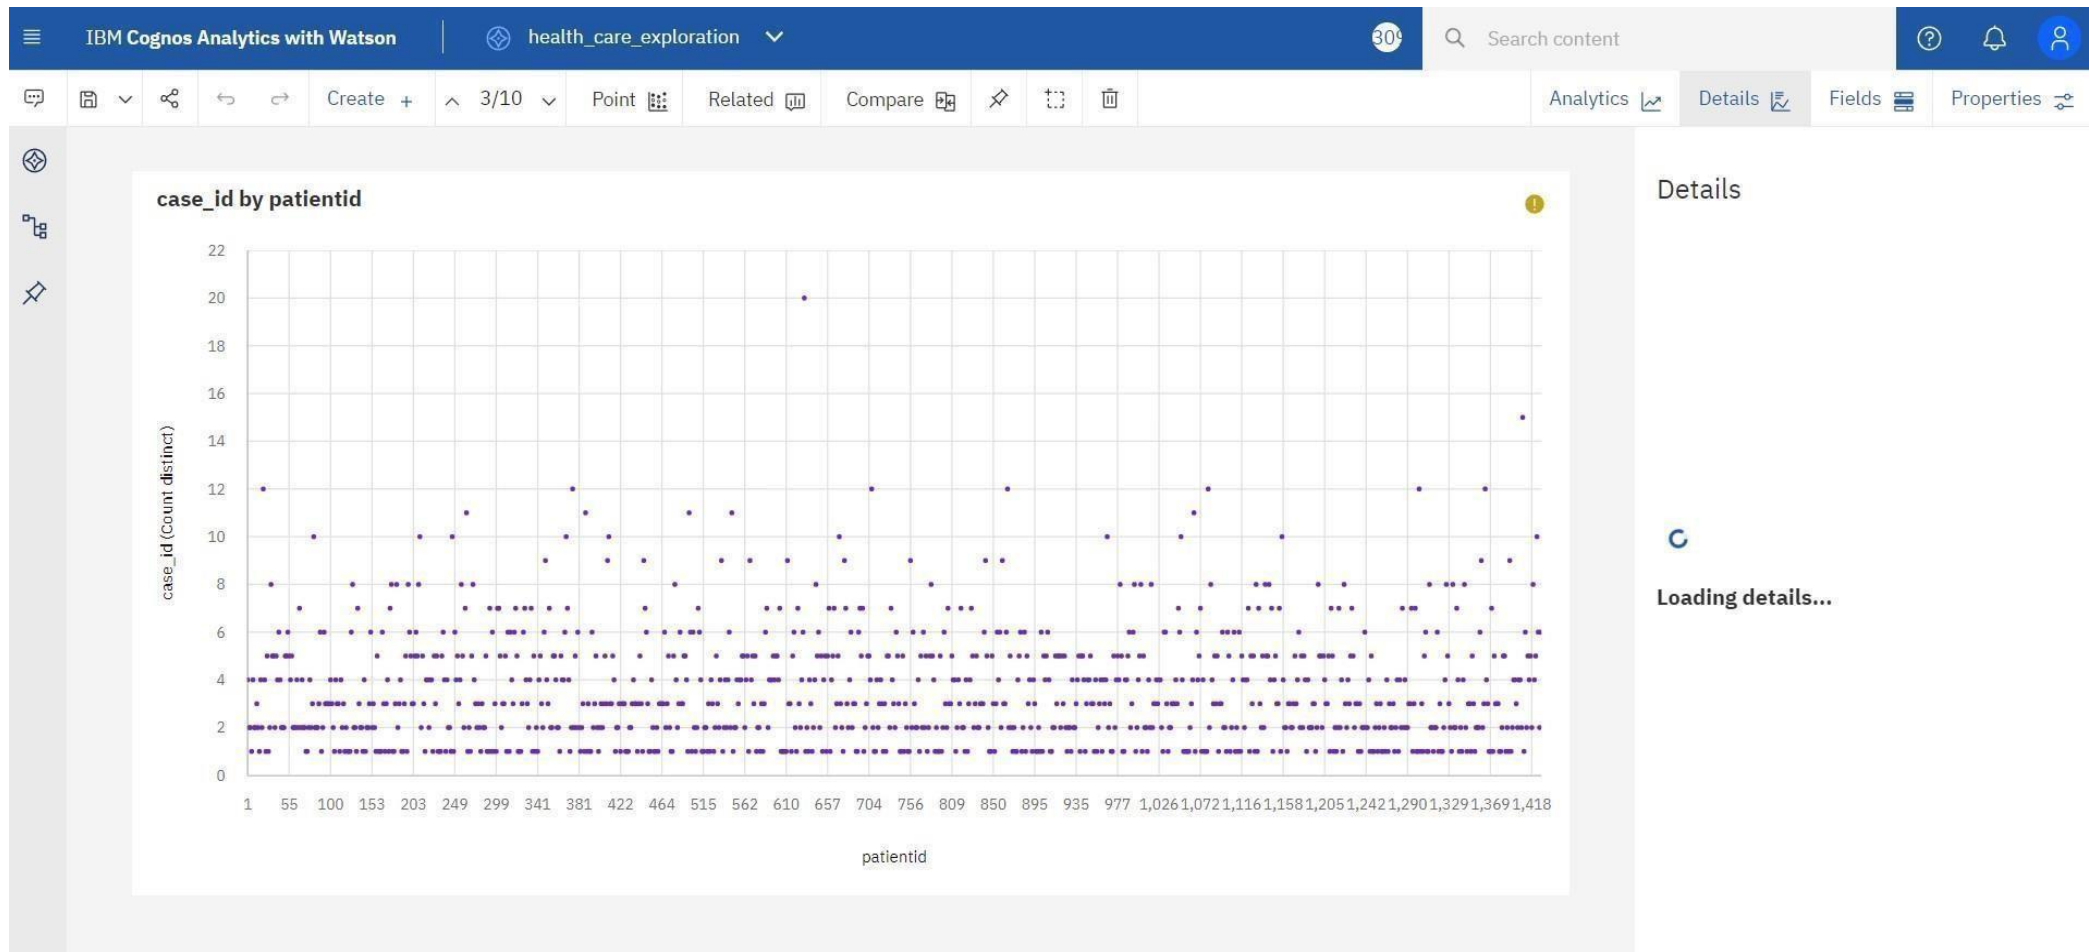 IBM Cognos Analytics with Watson health_care_exploration Search content
Create + 3/10 Point Related Compare Analytics Details Fields Properties
case_id by patientid
Details
22
20
18
16
14
12
10
8
6
4
2
0
case_id (Count distinct)
1 55 100 153 203 249 299 341 381 422 464 515 562 610 657 704 756 809 850 895 935 977 1,026 1,072 1,116 1,158 1,205 1,242 1,290 1,329 1,369 1,418
patientid
Loading details...